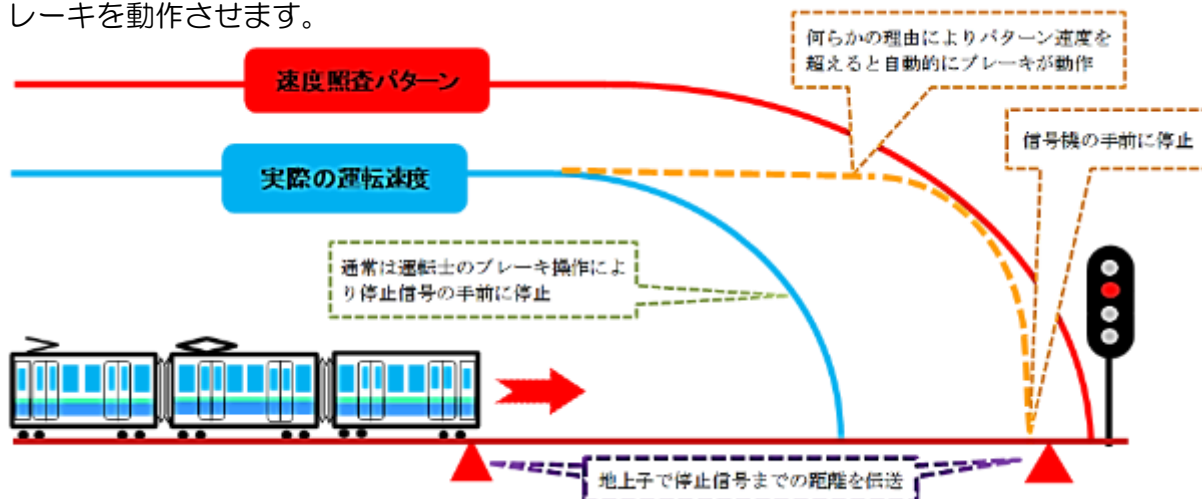 レーキを動作させます。
何らかの理由によりパターン速度を
超えると自動的にブレーキが動作
速度照査パターン
信号機の手前に停止
実際の運転速度
通常は運転士のブレーキ操作によ
り停止信号の手前に停止
地上子で停止信号までの距離を伝送